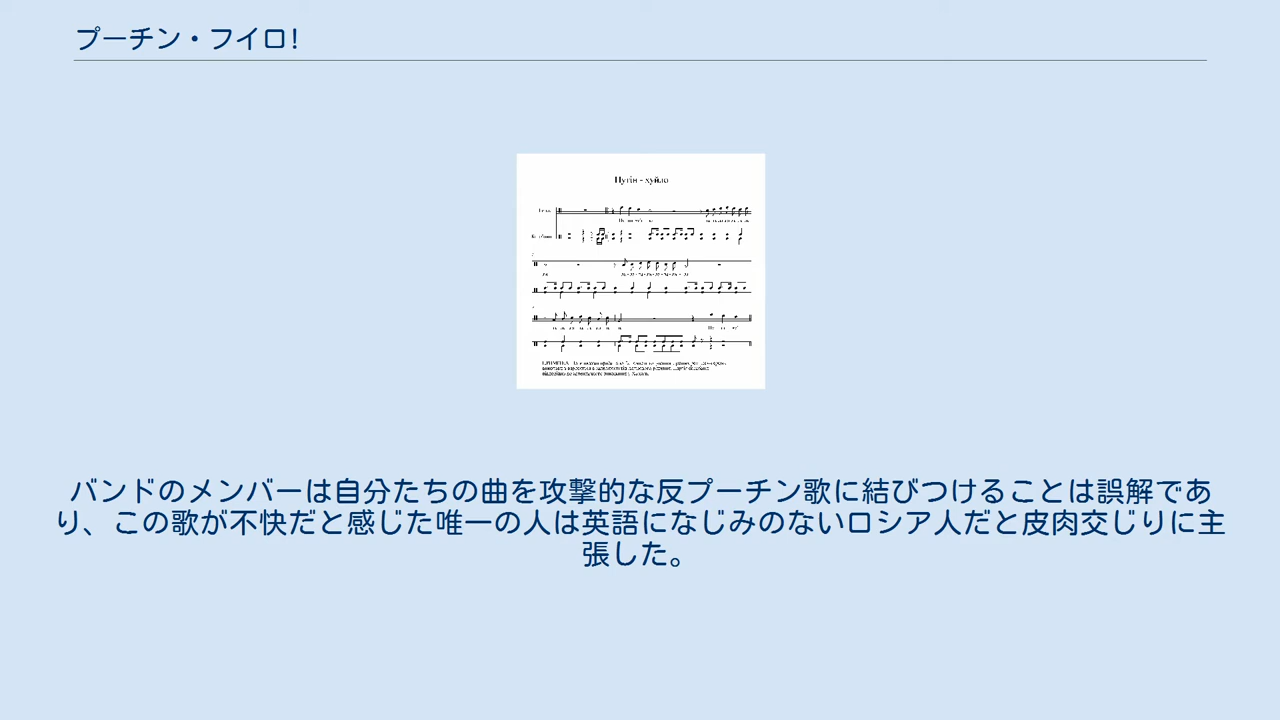 プーチン・フイロ!
Путін - хуйло
バンドのメンバーは自分たちの曲を攻撃的な反プーチン歌に結びつけることは誤解であ
り、この歌が不快だと感じた唯一の人は英語になじみのないロシア人だと皮肉交じりに主
張した。